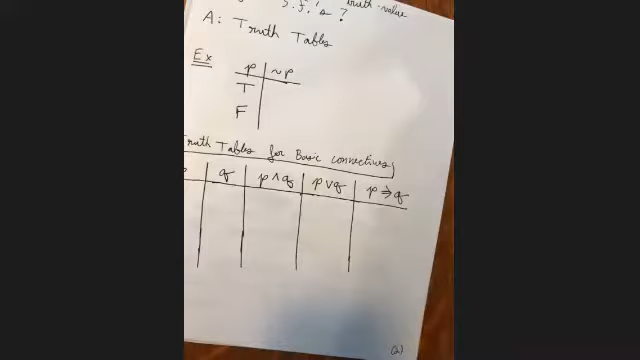 s.f.'s ? truth-value
A: Truth Tables
Ex
p ~p
T
F
Truth Tables for Basic connectives
p q p ∧ q p ∨ q p ⇒ q
(2)